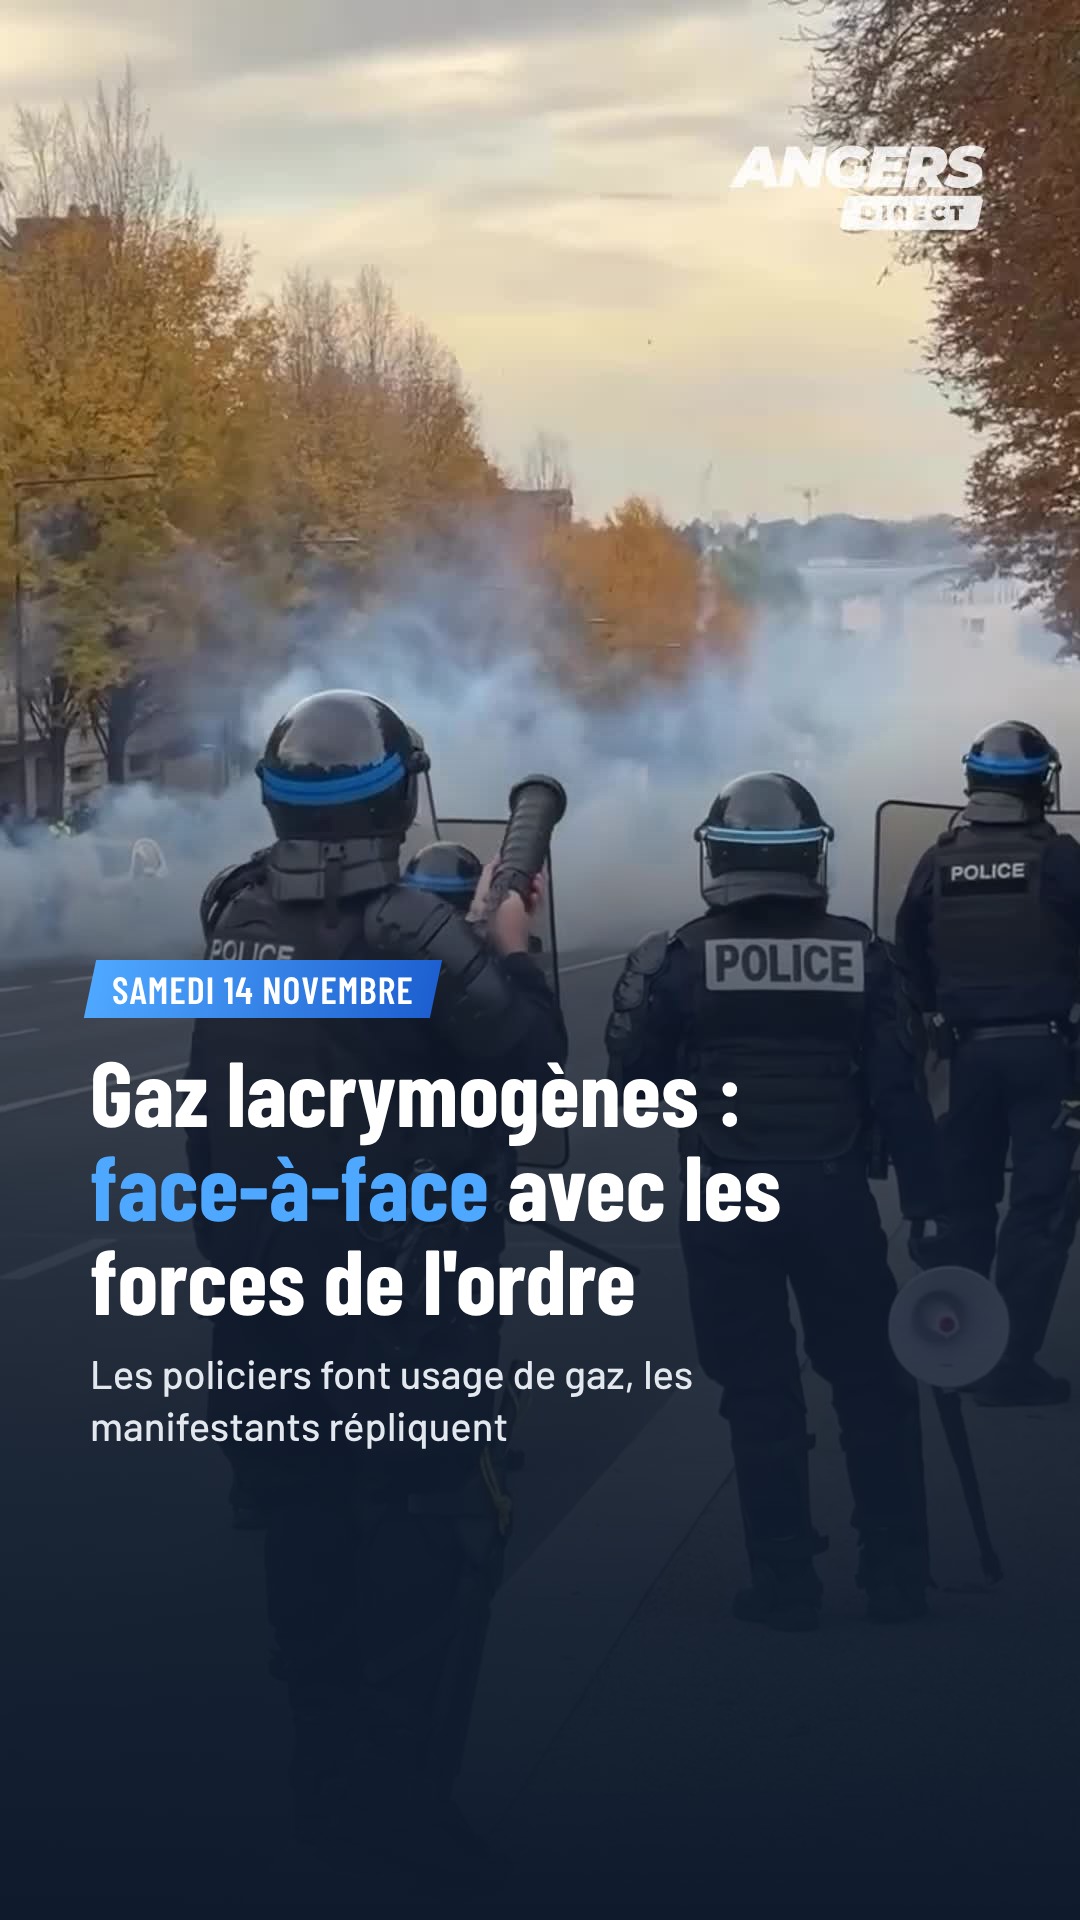 ANGERS
DIRECT
POLICE
POLICE
POLICE
SAMEDI 14 NOVEMBRE
Gaz lacrymogènes :
face-à-face avec les
forces de l'ordre
Les policiers font usage de gaz, les
manifestants répliquent